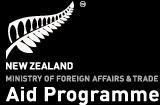 NEW ZEALAND
MINISTRY OF FOREIGN AFFAIRS & TRADE
Aid Programme